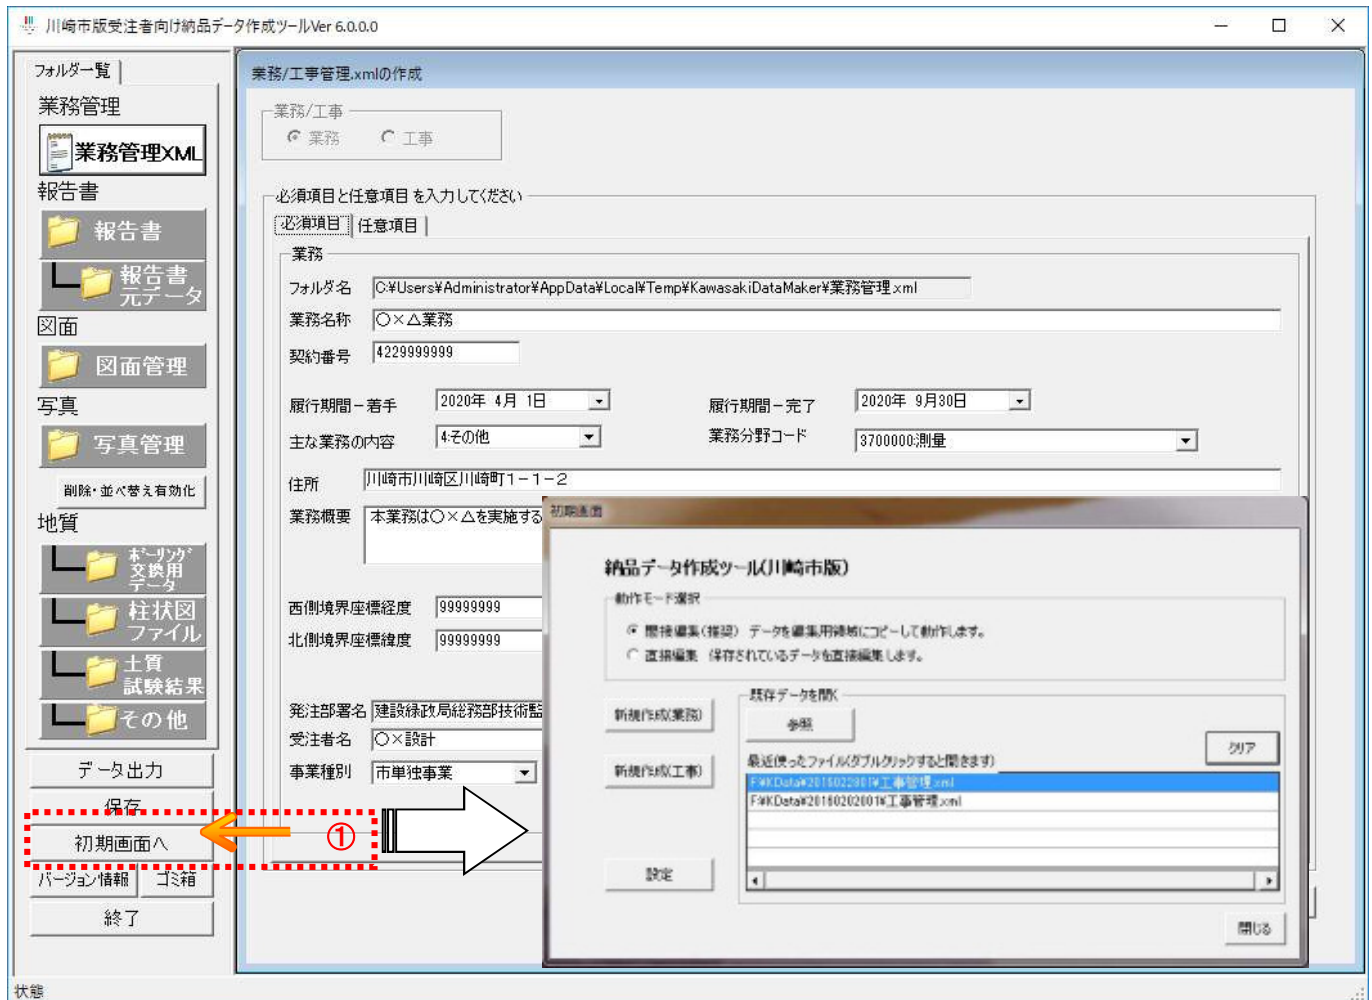 川崎市版受注者向け納品データ作成ツールVer 6.0.0.0
フォルダ一覧
業務管理
業務管理XML
報告書
報告書
報告書
元データ
図面
図面管理
写真
写真管理
削除・並べ替え有効化
地質
ボーリング
交換用
データ
柱状図
ファイル
土質
試験結果
その他
データ出力
保存
初期画面へ
①
バージョン情報
ゴミ箱
終了
状態
業務/工事管理.xmlの作成
業務/工事
業務
工事
必須項目と任意項目を入力してください
必須項目
任意項目
業務
フォルダ名 C:¥Users¥Administrator¥AppData¥Local¥Temp¥KawasakiDataMaker¥業務管理.xml
業務名称 〇×△業務
契約番号 4229999999
履行期間－着手 2020年 4月 1日
履行期間－完了 2020年 9月30日
主な業務の内容 4:その他
業務分野コード 3700000:測量
住所 川崎市川崎区川崎町１－１－２
業務概要 本業務は〇×△を実施する
西側境界座標経度 99999999
北側境界座標緯度 99999999
発注部署名 建設緑政局総務部技術監
受注者名 〇×設計
事業種別 市単独事業
初期画面
納品データ作成ツール(川崎市版)
動作モード選択
間接編集(推奨) データを編集用領域にコピーして動作します。
直接編集 保存されているデータを直接編集します。
新規作成(業務)
新規作成(工事)
設定
既存データを開く
参照
クリア
最近使ったファイル(ダブルクリックすると開きます)
F:¥KData¥2015022801¥工事管理.xml
F:¥KData¥20160202001¥工事管理.xml
閉じる